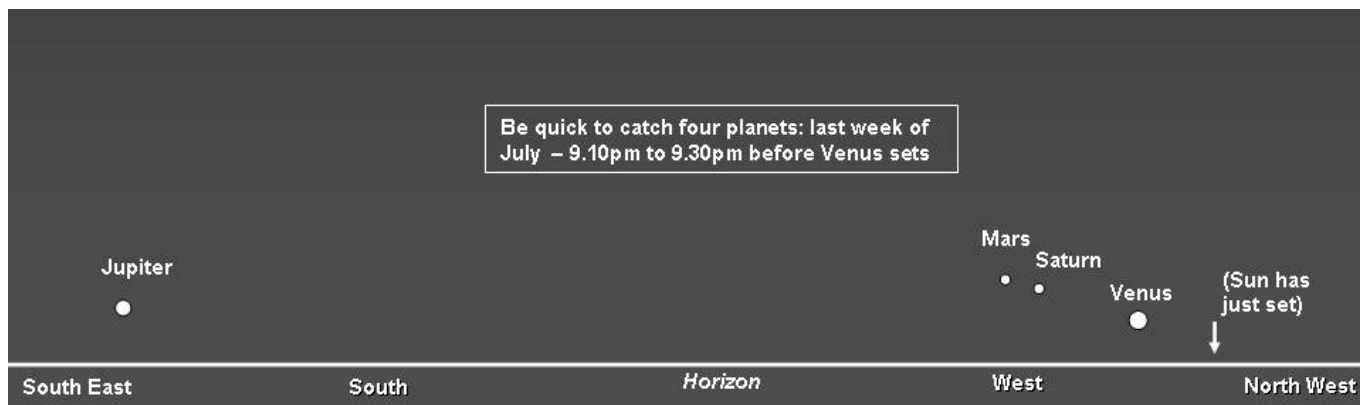 Be quick to catch four planets: last week of
July – 9.10pm to 9.30pm before Venus sets
Mars
Saturn
Jupiter
Venus
(Sun has
just set)
South East
South
Horizon
West
North West